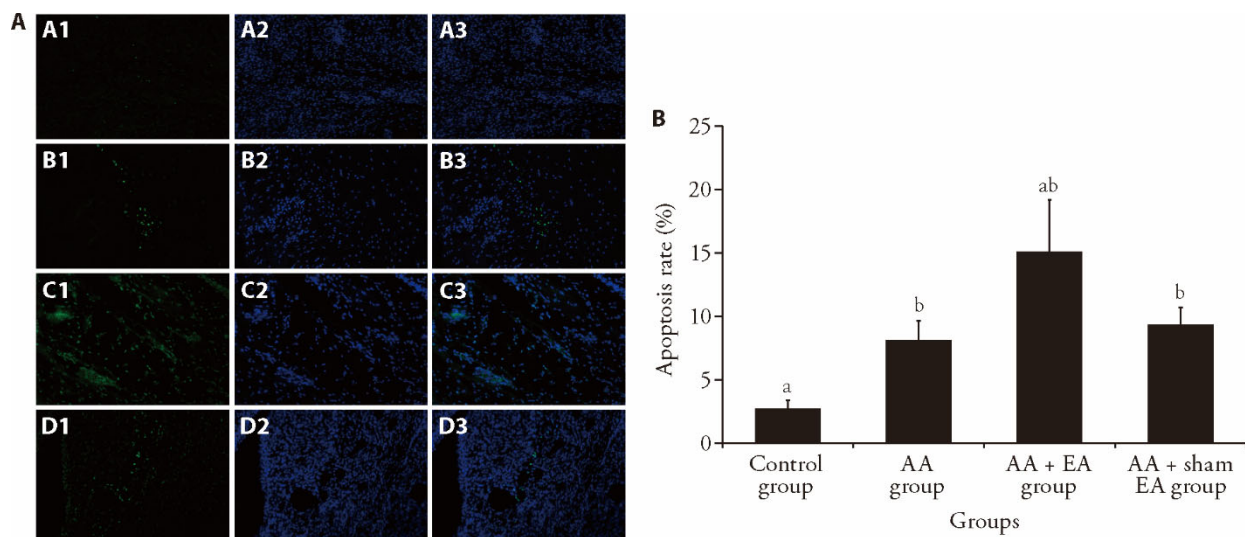 A
A1 A2 A3
B1 B2 B3
C1 C2 C3
D1 D2 D3
B
25
20
15
10
5
0
Apoptosis rate (%)
a
b
ab
b
Control group
AA group
AA + EA group
AA + sham EA group
Groups